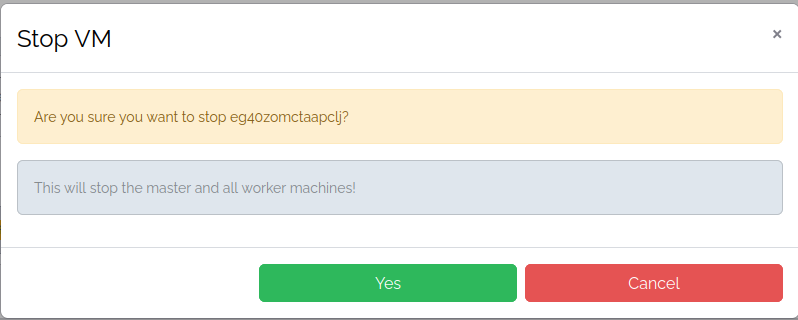 Stop VM
×
Are you sure you want to stop eg40zomctaapclj?
This will stop the master and all worker machines!
Yes
Cancel